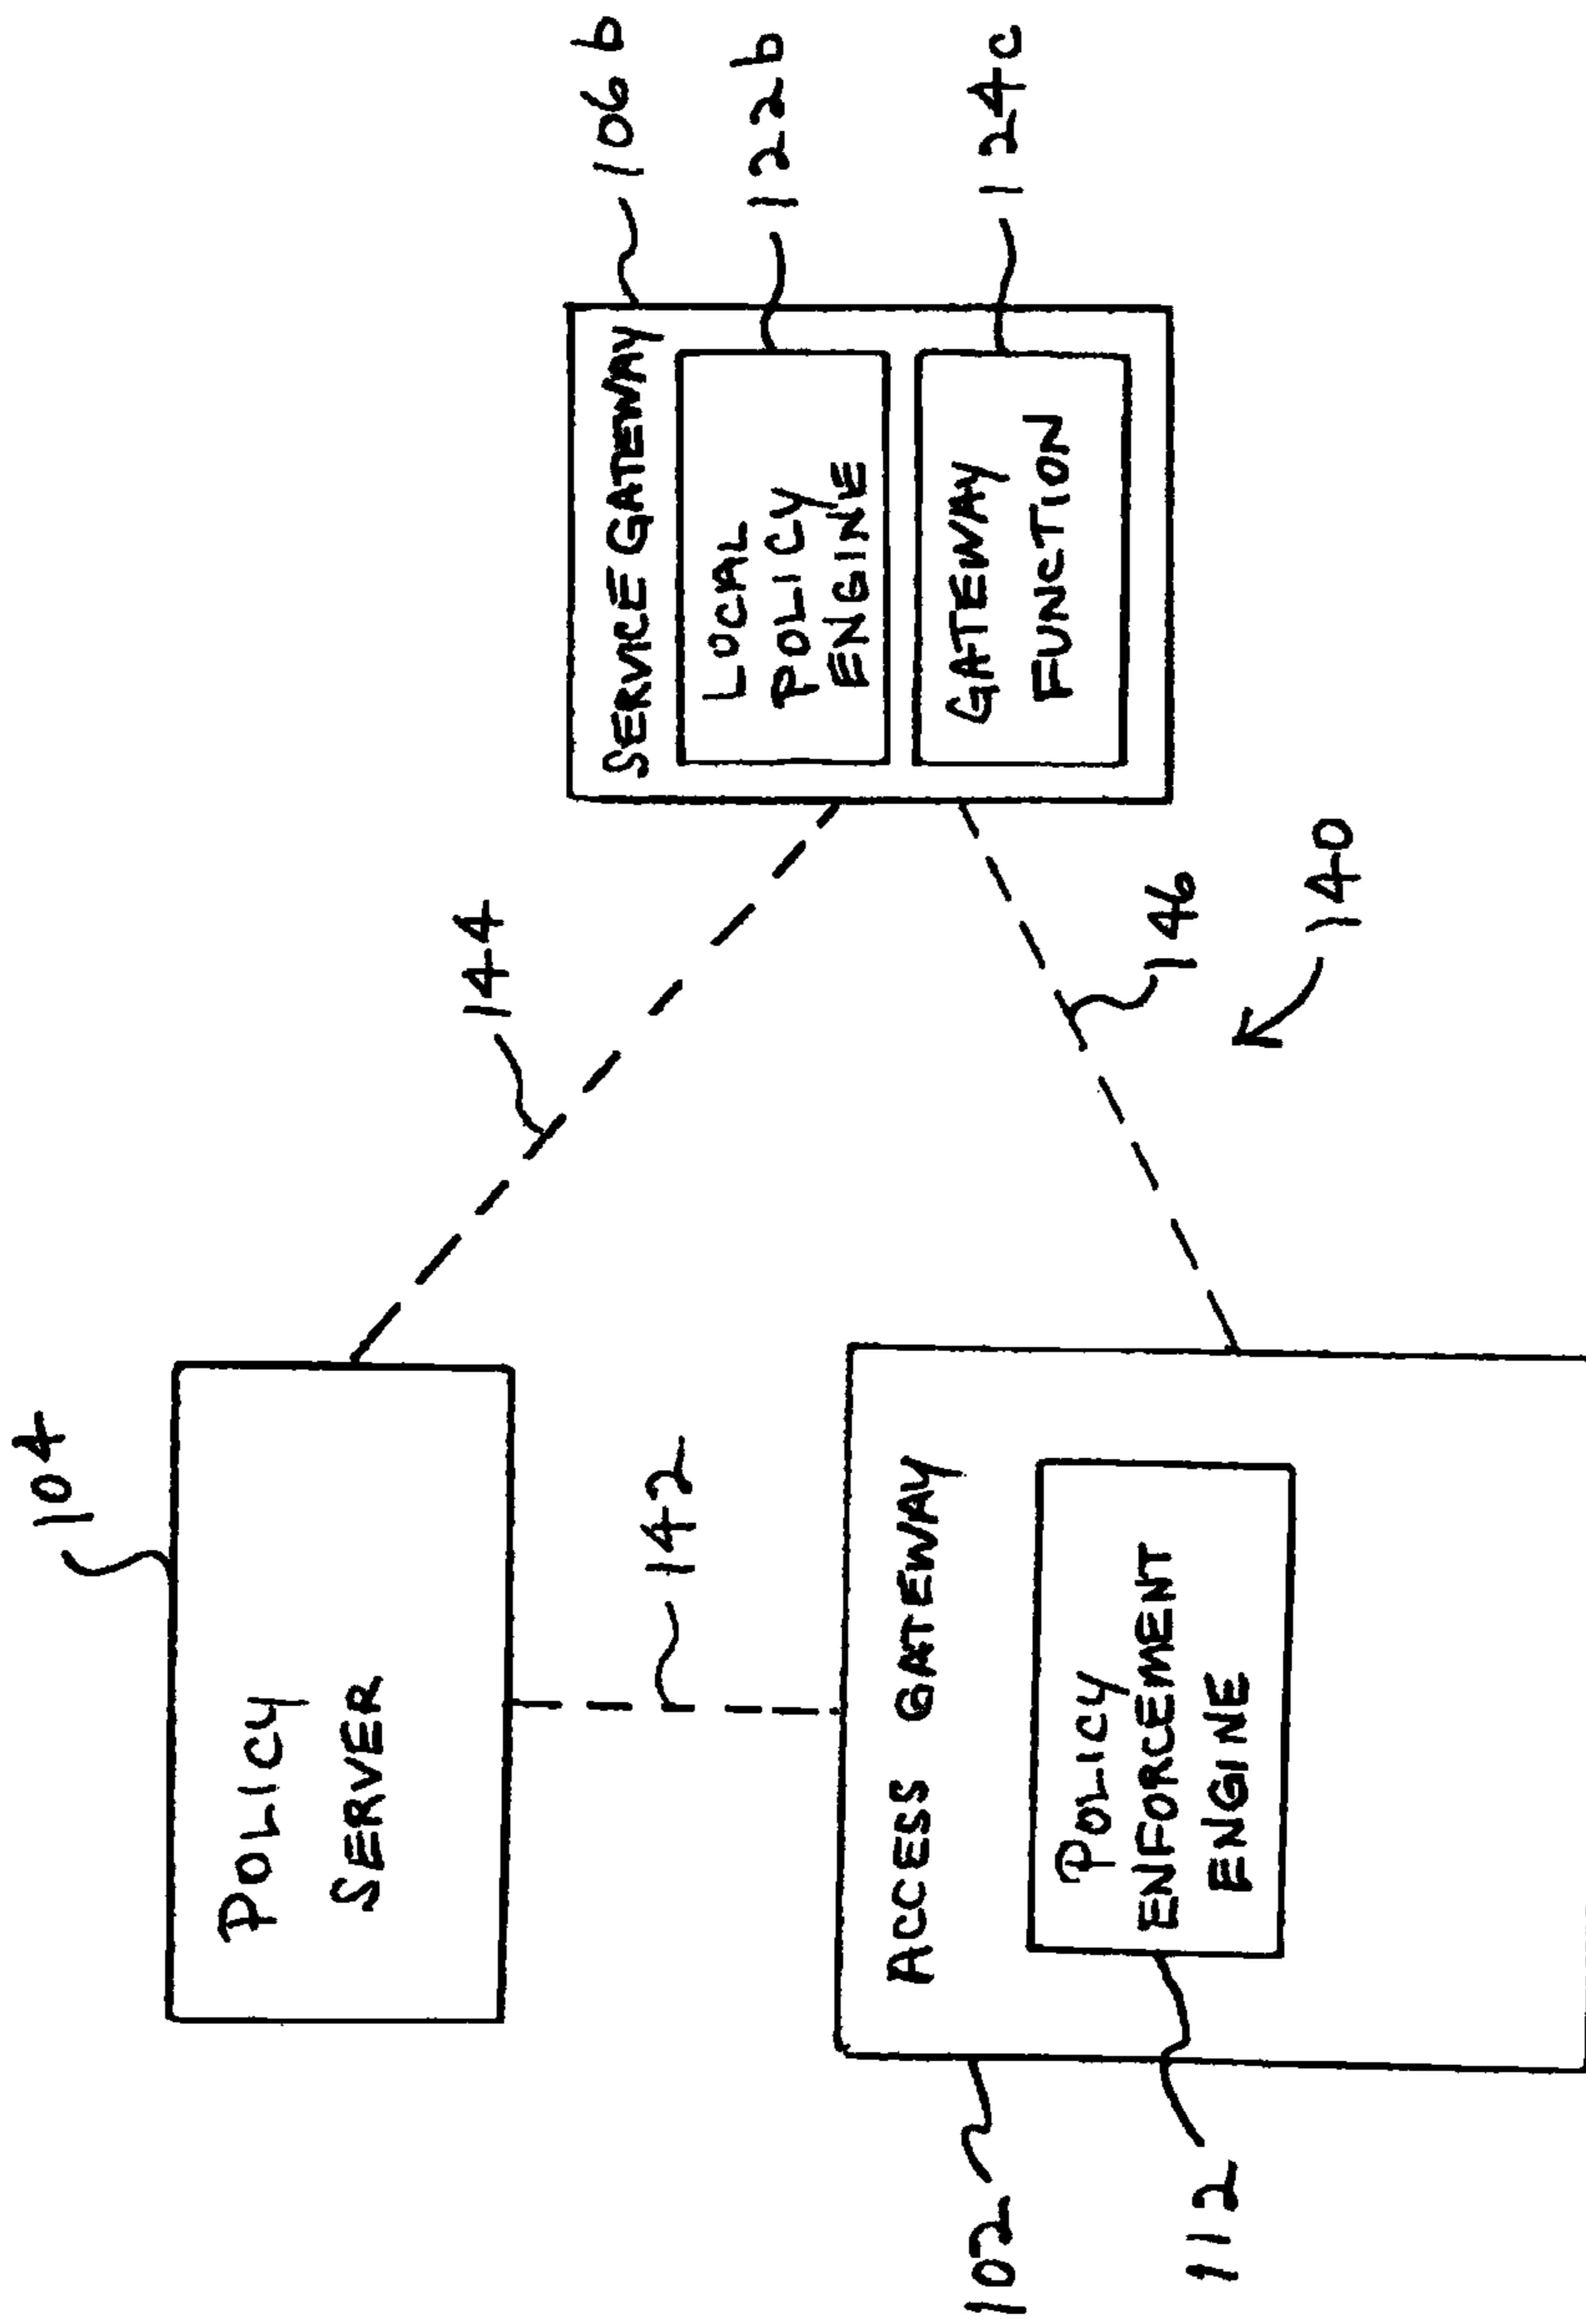 104
POLICY
SERVER
144
142
SERVICE GATEWAY
106b
LOCAL
POLICY
ENGINE
122b
GATEWAY
FUNCTION
124c
ACCESS GATEWAY
POLICY
ENFORCEMENT
ENGINE
146
140
102
112